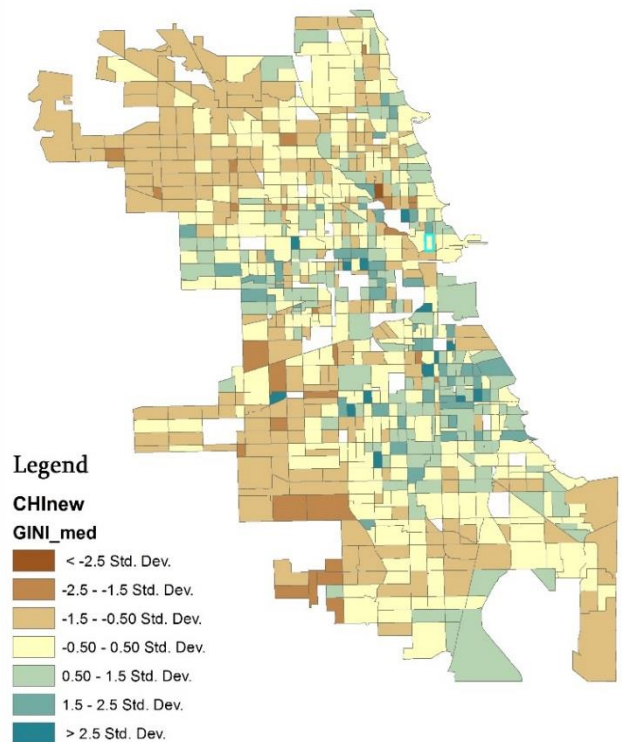 Legend
CHInew
GINI_med
< -2.5 Std. Dev.
-2.5 - -1.5 Std. Dev.
-1.5 - -0.50 Std. Dev.
-0.50 - 0.50 Std. Dev.
0.50 - 1.5 Std. Dev.
1.5 - 2.5 Std. Dev.
> 2.5 Std. Dev.